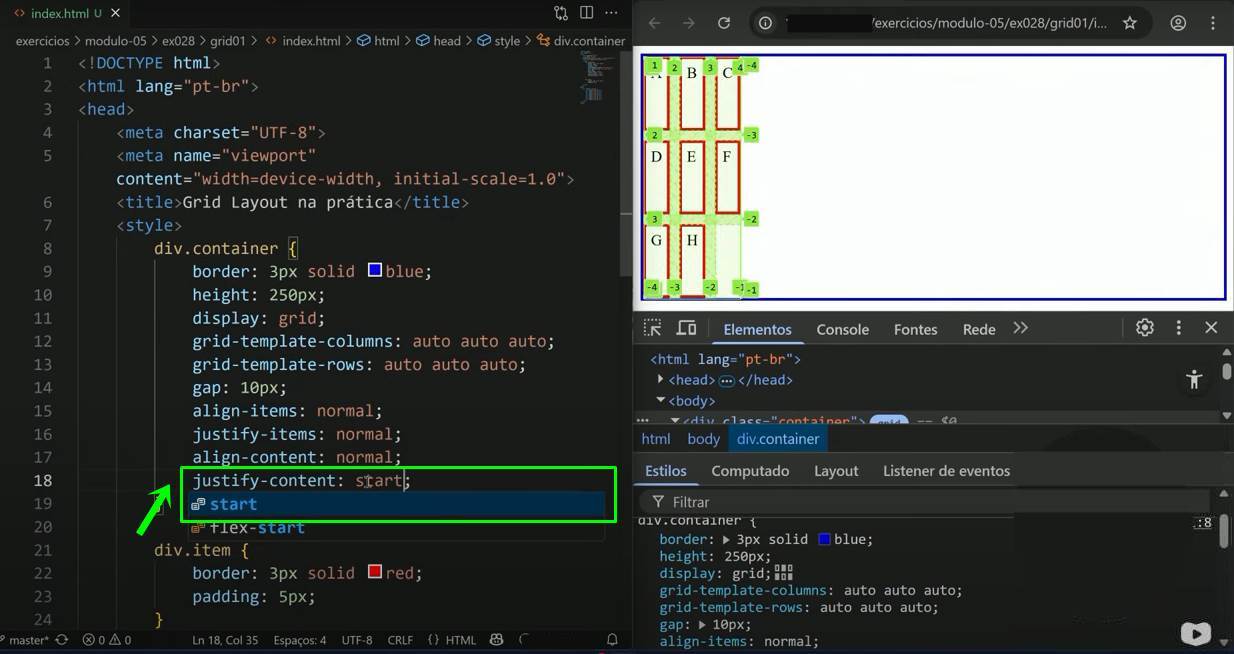 index.html U
exercicios > modulo-05 > ex028 > grid01 > index.html > html > head > style > div.container
1 <!DOCTYPE html>
2 <html lang="pt-br">
3 <head>
4 <meta charset="UTF-8">
5 <meta name="viewport"
content="width=device-width, initial-scale=1.0">
6 <title>Grid Layout na prática</title>
7 <style>
8 div.container {
9 border: 3px solid blue;
10 height: 250px;
11 display: grid;
12 grid-template-columns: auto auto auto;
13 grid-template-rows: auto auto auto;
14 gap: 10px;
15 align-items: normal;
16 justify-items: normal;
17 align-content: normal;
18 justify-content: start;
19 }
start
20
flex-start
21 div.item {
22 border: 3px solid red;
23 padding: 5px;
24 }
master* 0 0 Ln 18, Col 35 Espaços: 4 UTF-8 CRLF {} HTML
/exercicios/modulo-05/ex028/grid01/i...
1 2 3 4 -4
A B C
2 -3
D E F
3 -2
G H
-4 -3 -2 -1 -1
Elementos Console Fontes Rede
<html lang="pt-br">
<head> ... </head>
<body>
<div class="container"> grid == $0
html body div.container
Estilos Computado Layout Listener de eventos
Filtrar
div.container { :8
border: 3px solid blue;
height: 250px;
display: grid;
grid-template-columns: auto auto auto;
grid-template-rows: auto auto auto;
gap: 10px;
align-items: normal;